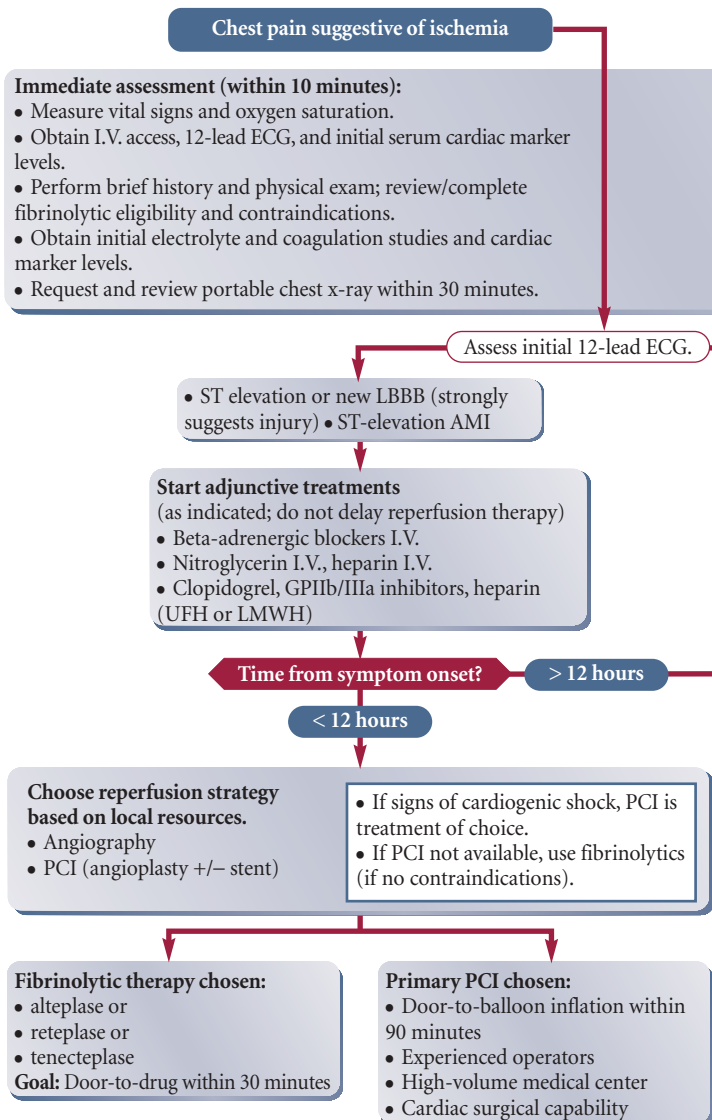 Chest pain suggestive of ischemia
Immediate assessment (within 10 minutes):
• Measure vital signs and oxygen saturation.
• Obtain I.V. access, 12-lead ECG, and initial serum cardiac marker
levels.
• Perform brief history and physical exam; review/complete
fibrinolytic eligibility and contraindications.
• Obtain initial electrolyte and coagulation studies and cardiac
marker levels.
• Request and review portable chest x-ray within 30 minutes.
Assess initial 12-lead ECG.
• ST elevation or new LBBB (strongly
suggests injury) • ST-elevation AMI
Start adjunctive treatments
(as indicated; do not delay reperfusion therapy)
• Beta-adrenergic blockers I.V.
• Nitroglycerin I.V., heparin I.V.
• Clopidogrel, GPIIb/IIIa inhibitors, heparin
(UFH or LMWH)
Time from symptom onset?
> 12 hours
< 12 hours
Choose reperfusion strategy
based on local resources.
• Angiography
• PCI (angioplasty +/− stent)
• If signs of cardiogenic shock, PCI is
treatment of choice.
• If PCI not available, use fibrinolytics
(if no contraindications).
Fibrinolytic therapy chosen:
• alteplase or
• reteplase or
• tenecteplase
Goal: Door-to-drug within 30 minutes
Primary PCI chosen:
• Door-to-balloon inflation within
90 minutes
• Experienced operators
• High-volume medical center
• Cardiac surgical capability